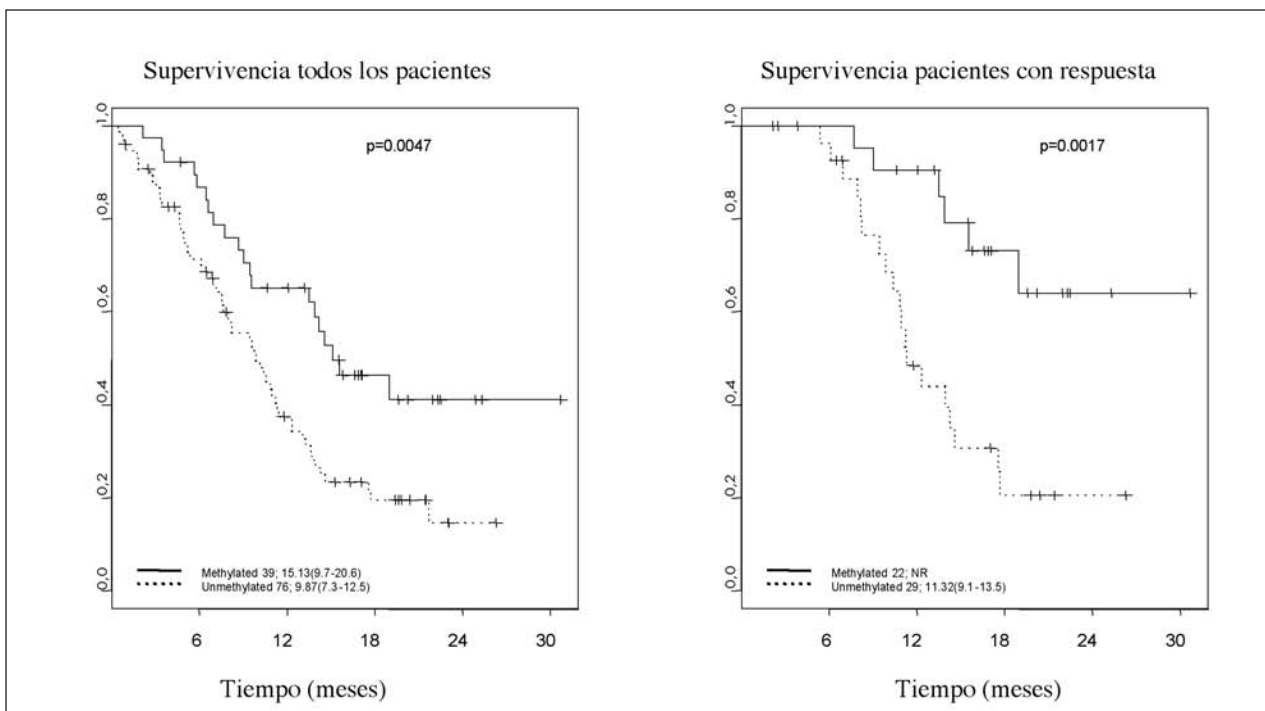 Supervivencia todos los pacientes
p=0.0047
1,0
0,8
0,6
0,4
0,2
0,0
Methylated 39; 15.13(9.7-20.6)
Unmethylated 76; 9.87(7.3-12.5)
6 12 18 24 30
Tiempo (meses)
Supervivencia pacientes con respuesta
p=0.0017
1,0
0,8
0,6
0,4
0,2
0,0
Methylated 22; NR
Unmethylated 29; 11.32(9.1-13.5)
6 12 18 24 30
Tiempo (meses)